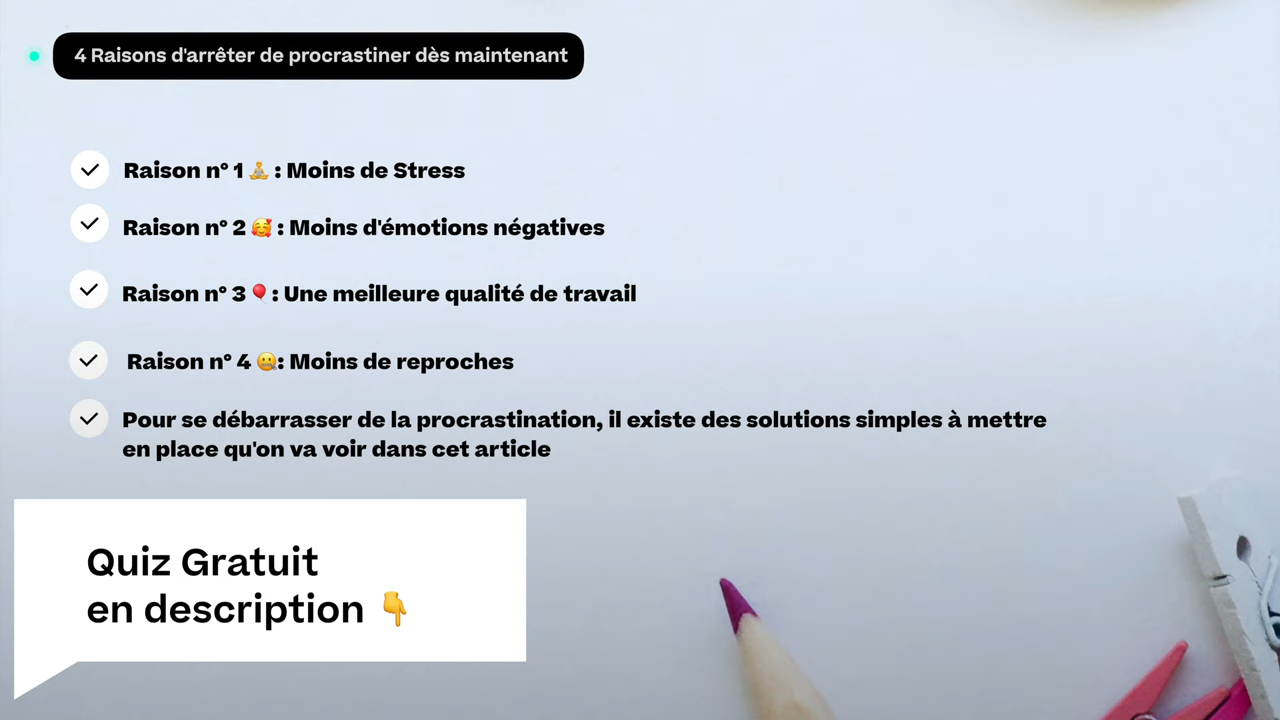 4 Raisons d'arrêter de procrastiner dès maintenant
Raison n° 1 🧘 : Moins de Stress
Raison n° 2 🥰 : Moins d'émotions négatives
Raison n° 3 🎈 : Une meilleure qualité de travail
Raison n° 4 🤐: Moins de reproches
Pour se débarrasser de la procrastination, il existe des solutions simples à mettre
en place qu'on va voir dans cet article
Quiz Gratuit
en description 👇